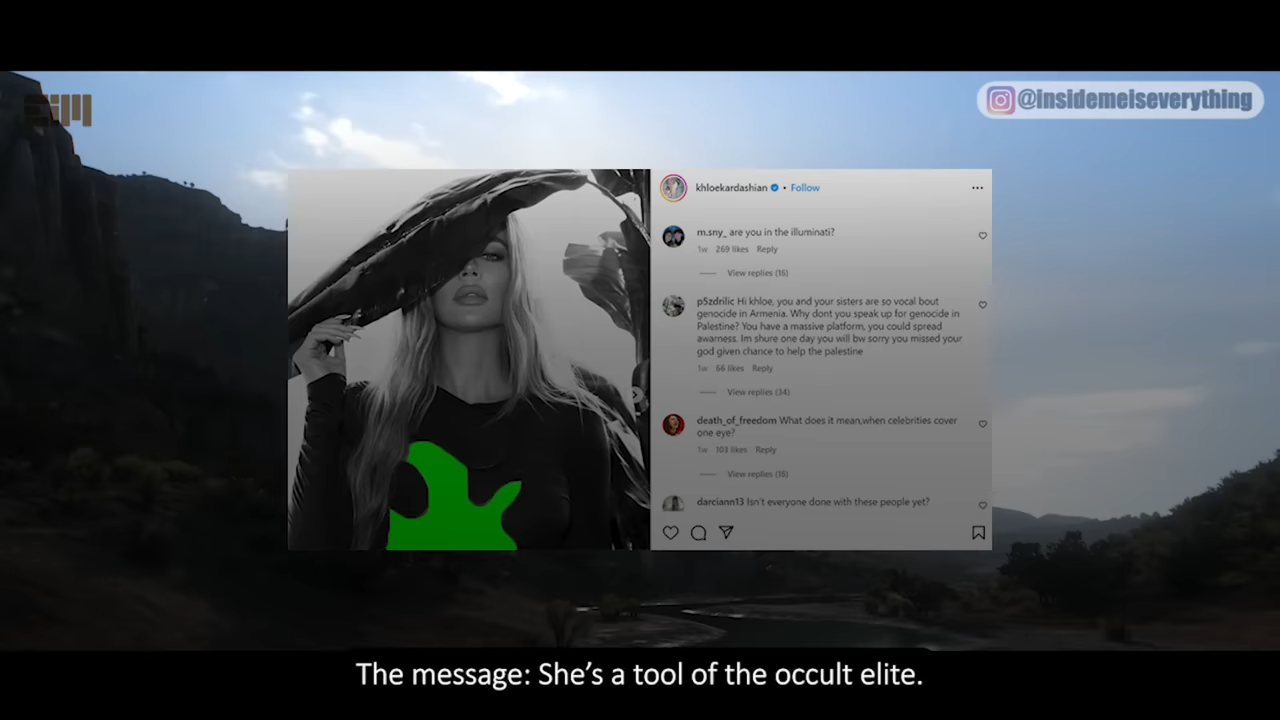 @insidemeiseverything
khloekardashian • Follow
m.sny_ are you in the illuminati?
1w 269 likes Reply
View replies (16)
p5zdrilic Hi khloe, you and your sisters are so vocal bout
genocide in Armenia. Why dont you speak up for genocide in
Palestine? You have a massive platform, you could spread
awarness. Im shure one day you will bw sorry you missed your
god given chance to help the palestine
1w 66 likes Reply
View replies (34)
death_of_freedom What does it mean,when celebrities cover
one eye?
1w 103 likes Reply
View replies (18)
darciann13 Isn't everyone done with these people yet?
The message: She's a tool of the occult elite.